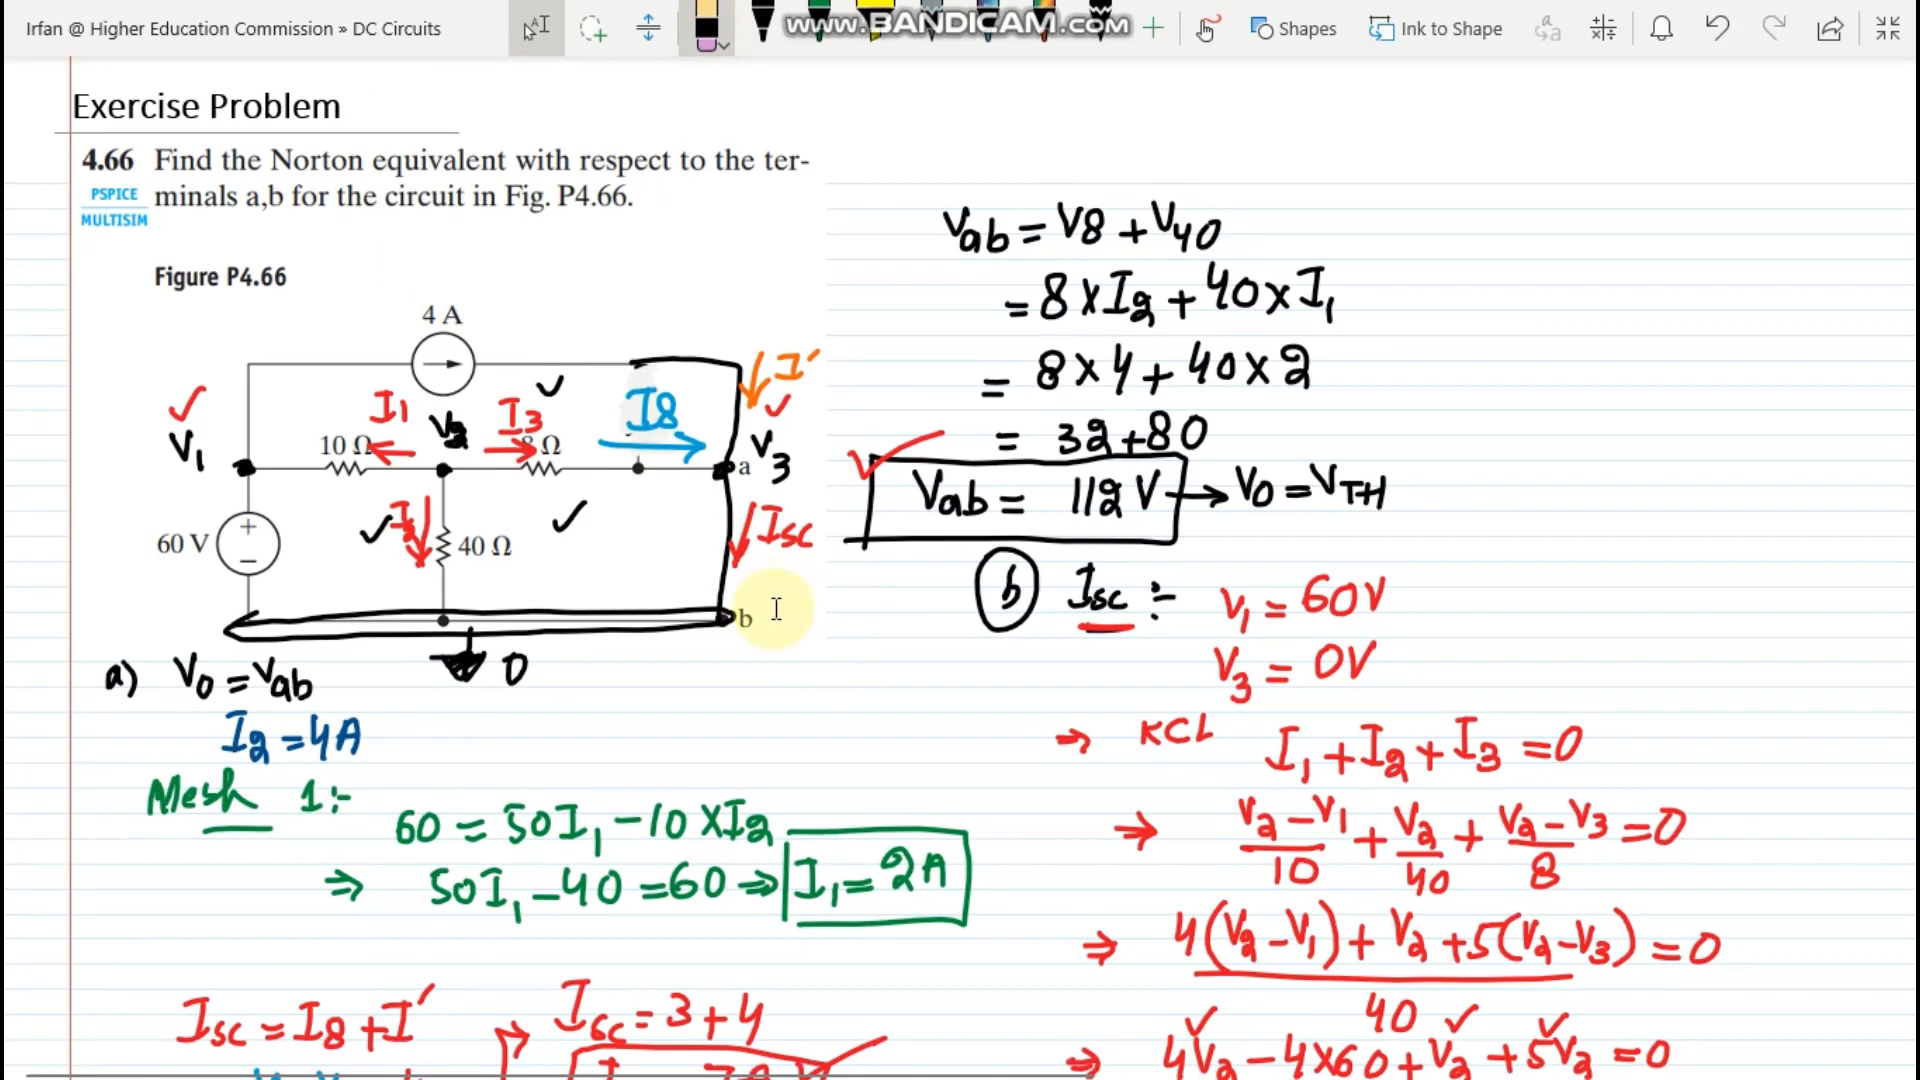 Irfan @ Higher Education Commission » DC Circuits
www.BANDICAM.com
Shapes
Ink to Shape
Exercise Problem
4.66 Find the Norton equivalent with respect to the ter-
PSPICE
MULTISIM
minals a,b for the circuit in Fig. P4.66.
Figure P4.66
4 A
I'
I1
V2
I3
I8
V1
10 Ω
8 Ω
a
V3
60 V
+
−
I2
40 Ω
Isc
b
0
a) Vo = Vab
I2 = 4A
Mesh 1:-
60 = 50I1 - 10 X I2
⇒ 50I1 - 40 = 60 ⇒ I1 = 2A
Isc = I8 + I'
⇒ Isc = 3 + 4
Vab = V8 + V40
= 8 X I2 + 40 x I1
= 8 x 4 + 40 x 2
= 32 + 80
Vab = 112 V → Vo = VTH
b Isc :-
V1 = 60V
V3 = 0V
⇒ KCL I1 + I2 + I3 = 0
⇒ V2 - V1 / 10 + V2 / 40 + V2 - V3 / 8 = 0
⇒ 4(V2 - V1) + V2 + 5(V2 - V3) = 0
40
⇒ 4V2 - 4X60 + V2 + 5V2 = 0